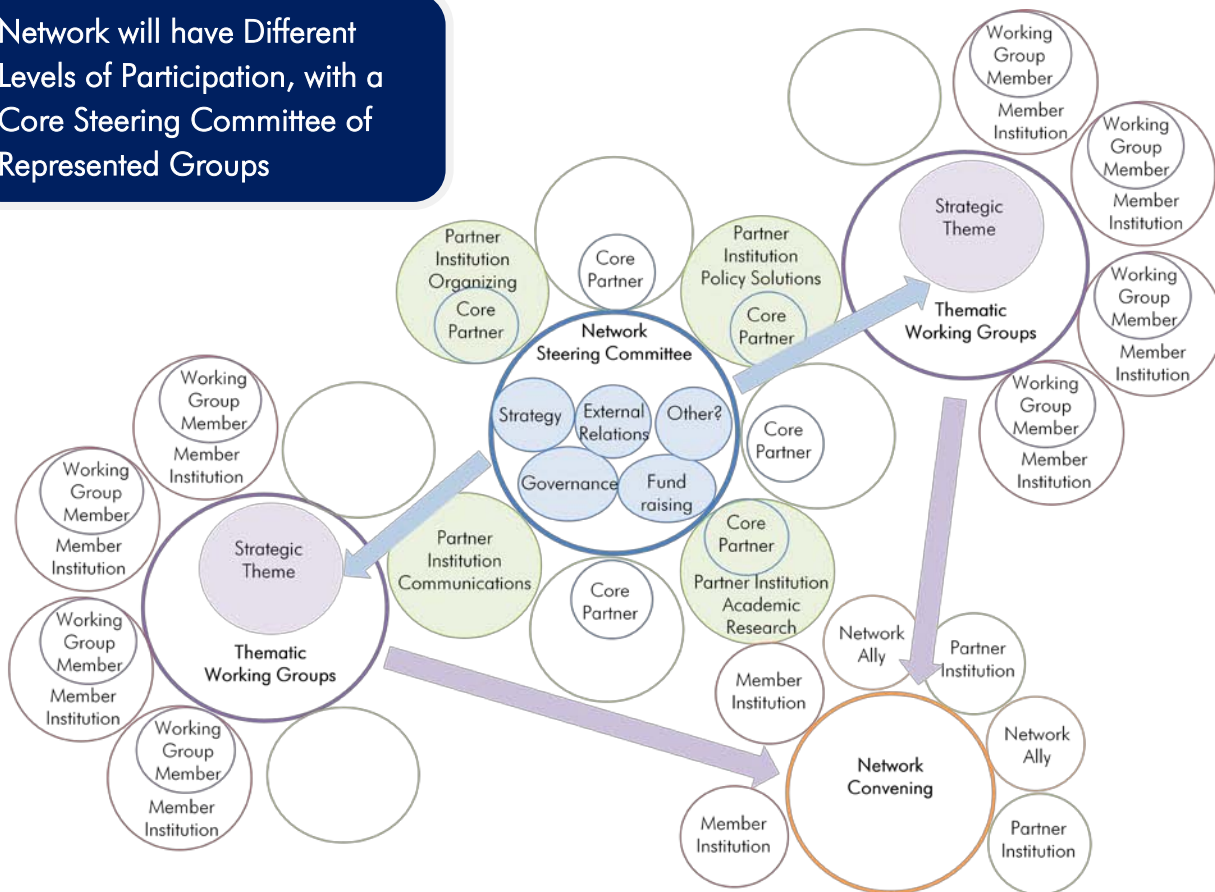 Network will have Different
Levels of Participation, with a
Core Steering Committee of
Represented Groups
Working
Group
Member
Member
Institution
Working
Group
Member
Member
Institution
Strategic
Theme
Thematic
Working Groups
Working
Group
Member
Member
Institution
Working
Group
Member
Member
Institution
Partner
Institution
Organizing
Core
Partner
Core
Partner
Partner
Institution
Policy Solutions
Core
Partner
Network
Steering Committee
Strategy
External
Relations
Other?
Governance
Fund
raising
Core
Partner
Partner
Institution
Communications
Core
Partner
Core
Partner
Partner Institution
Academic
Research
Working
Group
Member
Member
Institution
Working
Group
Member
Member
Institution
Strategic
Theme
Thematic
Working Groups
Working
Group
Member
Member
Institution
Working
Group
Member
Member
Institution
Network
Ally
Partner
Institution
Member
Institution
Network
Ally
Network
Convening
Member
Institution
Partner
Institution